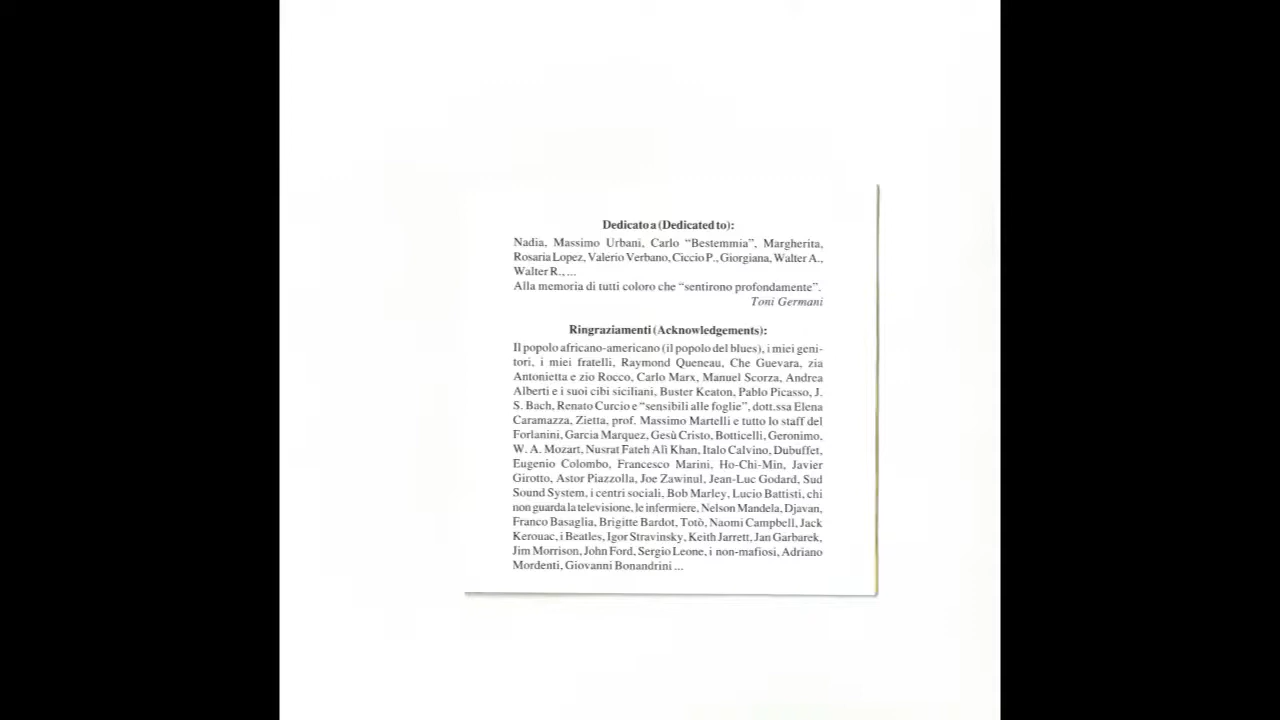 Dedicato a (Dedicated to):
Nadia, Massimo Urbani, Carlo “Bestemmia”, Margherita,
Rosaria Lopez, Valerio Verbano, Ciccio P., Giorgiana, Walter A.,
Walter R., ...
Alla memoria di tutti coloro che “sentirono profondamente”.
Toni Germani
Ringraziamenti (Acknowledgements):
Il popolo africano-americano (il popolo del blues), i miei geni-
tori, i miei fratelli, Raymond Queneau, Che Guevara, zia
Antonietta e zio Rocco, Carlo Marx, Manuel Scorza, Andrea
Alberti e i suoi cibi siciliani, Buster Keaton, Pablo Picasso, J.
S. Bach, Renato Curcio e “sensibili alle foglie”, dott.ssa Elena
Caramazza, Zietta, prof. Massimo Martelli e tutto lo staff del
Forlanini, Garcia Marquez, Gesù Cristo, Botticelli, Geronimo,
W. A. Mozart, Nusrat Fateh Alì Khan, Italo Calvino, Dubuffet,
Eugenio Colombo, Francesco Marini, Ho-Chi-Min, Javier
Girotto, Astor Piazzolla, Joe Zawinul, Jean-Luc Godard, Sud
Sound System, i centri sociali, Bob Marley, Lucio Battisti, chi
non guarda la televisione, le infermiere, Nelson Mandela, Djavan,
Franco Basaglia, Brigitte Bardot, Totò, Naomi Campbell, Jack
Kerouac, i Beatles, Igor Stravinsky, Keith Jarrett, Jan Garbarek,
Jim Morrison, John Ford, Sergio Leone, i non-mafiosi, Adriano
Mordenti, Giovanni Bonandrini ...